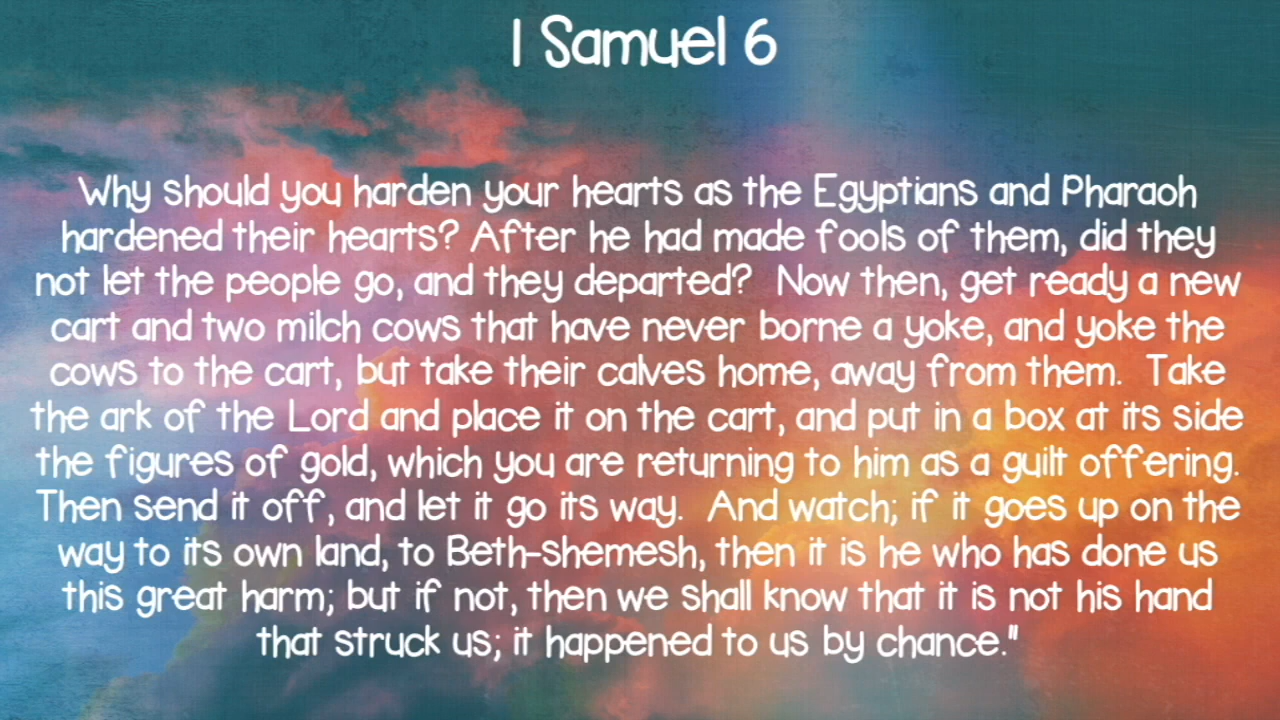 1 Samuel 6
Why should you harden your hearts as the Egyptians and Pharaoh
hardened their hearts? After he had made fools of them, did they
not let the people go, and they departed?  Now then, get ready a new
cart and two milch cows that have never borne a yoke, and yoke the
cows to the cart, but take their calves home, away from them.  Take
the ark of the Lord and place it on the cart, and put in a box at its side
the figures of gold, which you are returning to him as a guilt offering.
Then send it off, and let it go its way.  And watch; if it goes up on the
way to its own land, to Beth-shemesh, then it is he who has done us
this great harm; but if not, then we shall know that it is not his hand
that struck us; it happened to us by chance."